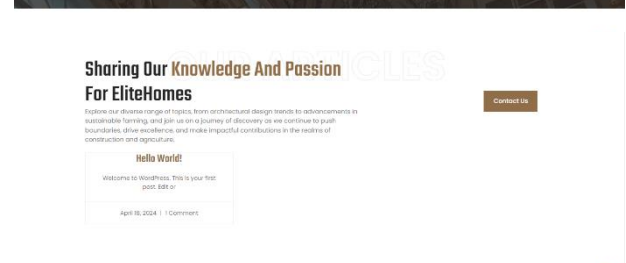 OUR ARTICLES
Sharing Our Knowledge And Passion
For EliteHomes
Explore our diverse range of topics, from architectural design trends to advancements in
sustainable farming, and join us on a journey of discovery as we continue to push
boundaries, drive excellence, and make impactful contributions in the realms of
construction and agriculture.
Contact Us
Hello World!
Welcome to WordPress. This is your first
post. Edit or
April 18, 2024 | 1 Comment